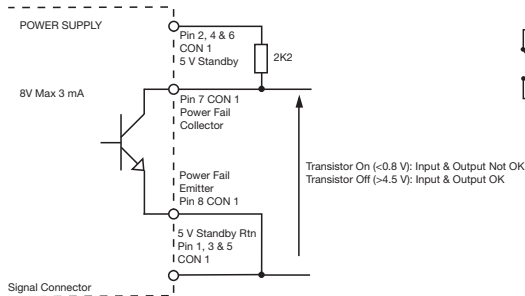 POWER SUPPLY
Pin 2, 4 & 6
CON 1
5 V Standby
2K2
8V Max 3 mA
Pin 7 CON 1
Power Fail
Collector
Transistor On (<0.8 V): Input & Output Not OK
Transistor Off (>4.5 V): Input & Output OK
Power Fail
Emitter
Pin 8 CON 1
5 V Standby Rtn
Pin 1, 3 & 5
CON 1
Signal Connector